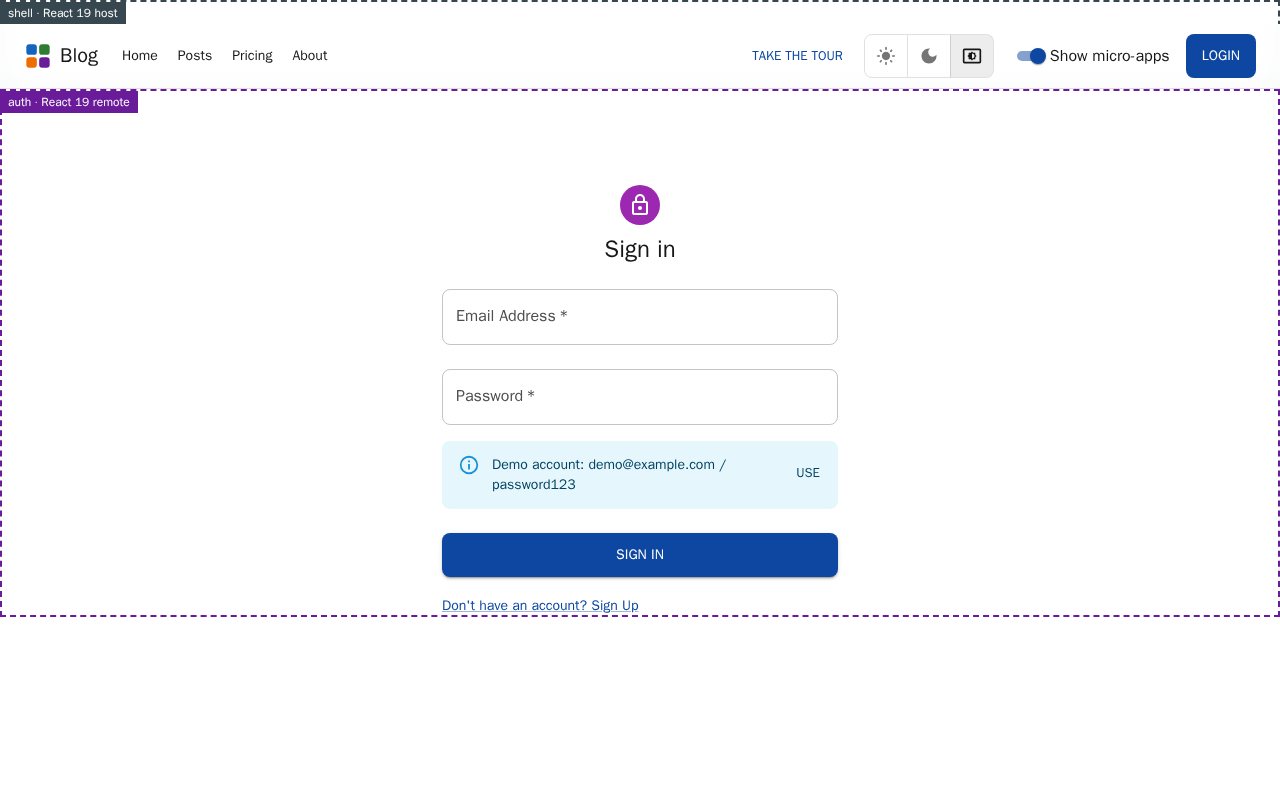 shell · React 19 host
Blog Home Posts Pricing About TAKE THE TOUR Show micro-apps LOGIN
auth · React 19 remote
Sign in
Email Address *
Password *
Demo account: demo@example.com /
password123
USE
SIGN IN
Don't have an account? Sign Up